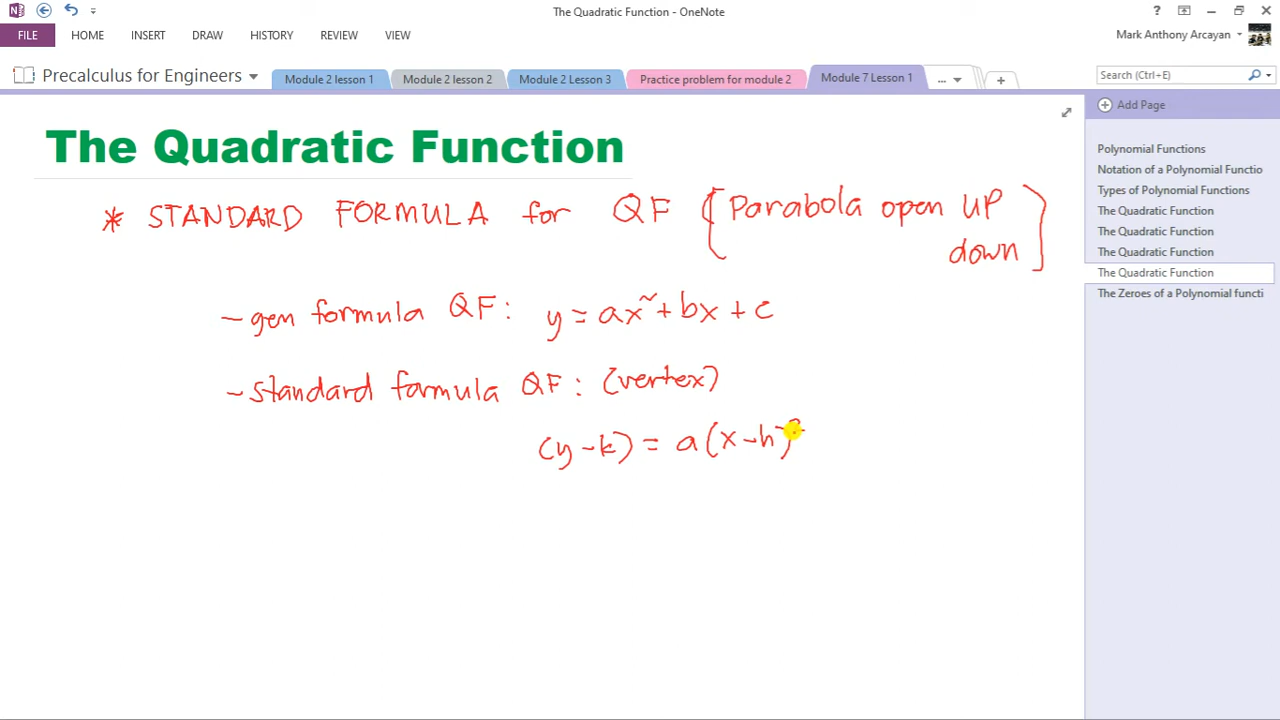 The Quadratic Function - OneNote
FILE HOME INSERT DRAW HISTORY REVIEW VIEW
Mark Anthony Arcayan
Precalculus for Engineers
Module 2 lesson 1 Module 2 lesson 2 Module 2 Lesson 3 Practice problem for module 2 Module 7 Lesson 1 ...
Search (Ctrl+E)
Add Page
Polynomial Functions
Notation of a Polynomial Functio
Types of Polynomial Functions
The Quadratic Function
The Quadratic Function
The Quadratic Function
The Quadratic Function
The Zeroes of a Polynomial functi
The Quadratic Function
* STANDARD FORMULA for QF [Parabola open UP
down]
- gen formula QF: y = ax² + bx + c
- standard formula QF: (vertex)
(y - k) = a(x - h)²